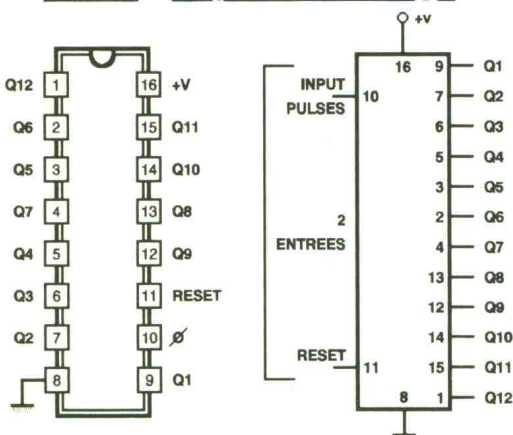 Q12 1 16 +V
Q6 2 15 Q11
Q5 3 14 Q10
Q7 4 13 Q8
Q4 5 12 Q9
Q3 6 11 RESET
Q2 7 10 Ø
8 9 Q1
+V
16 9 Q1
INPUT PULSES 10 7 Q2
6 Q3
5 Q4
3 Q5
2 ENTREES
2 Q6
4 Q7
13 Q8
12 Q9
14 Q10
RESET 11 15 Q11
8 1 Q12